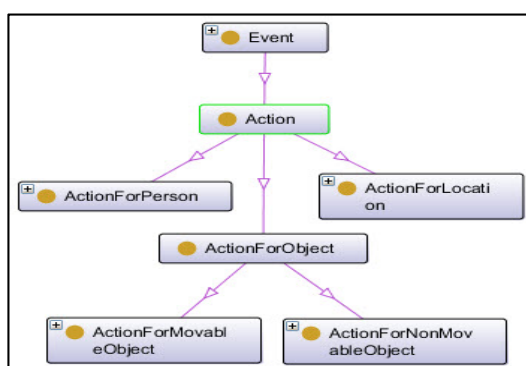 Event
Action
ActionForPerson
ActionForLocati
on
ActionForObject
ActionForMovabl
eObject
ActionForNonMov
ableObject